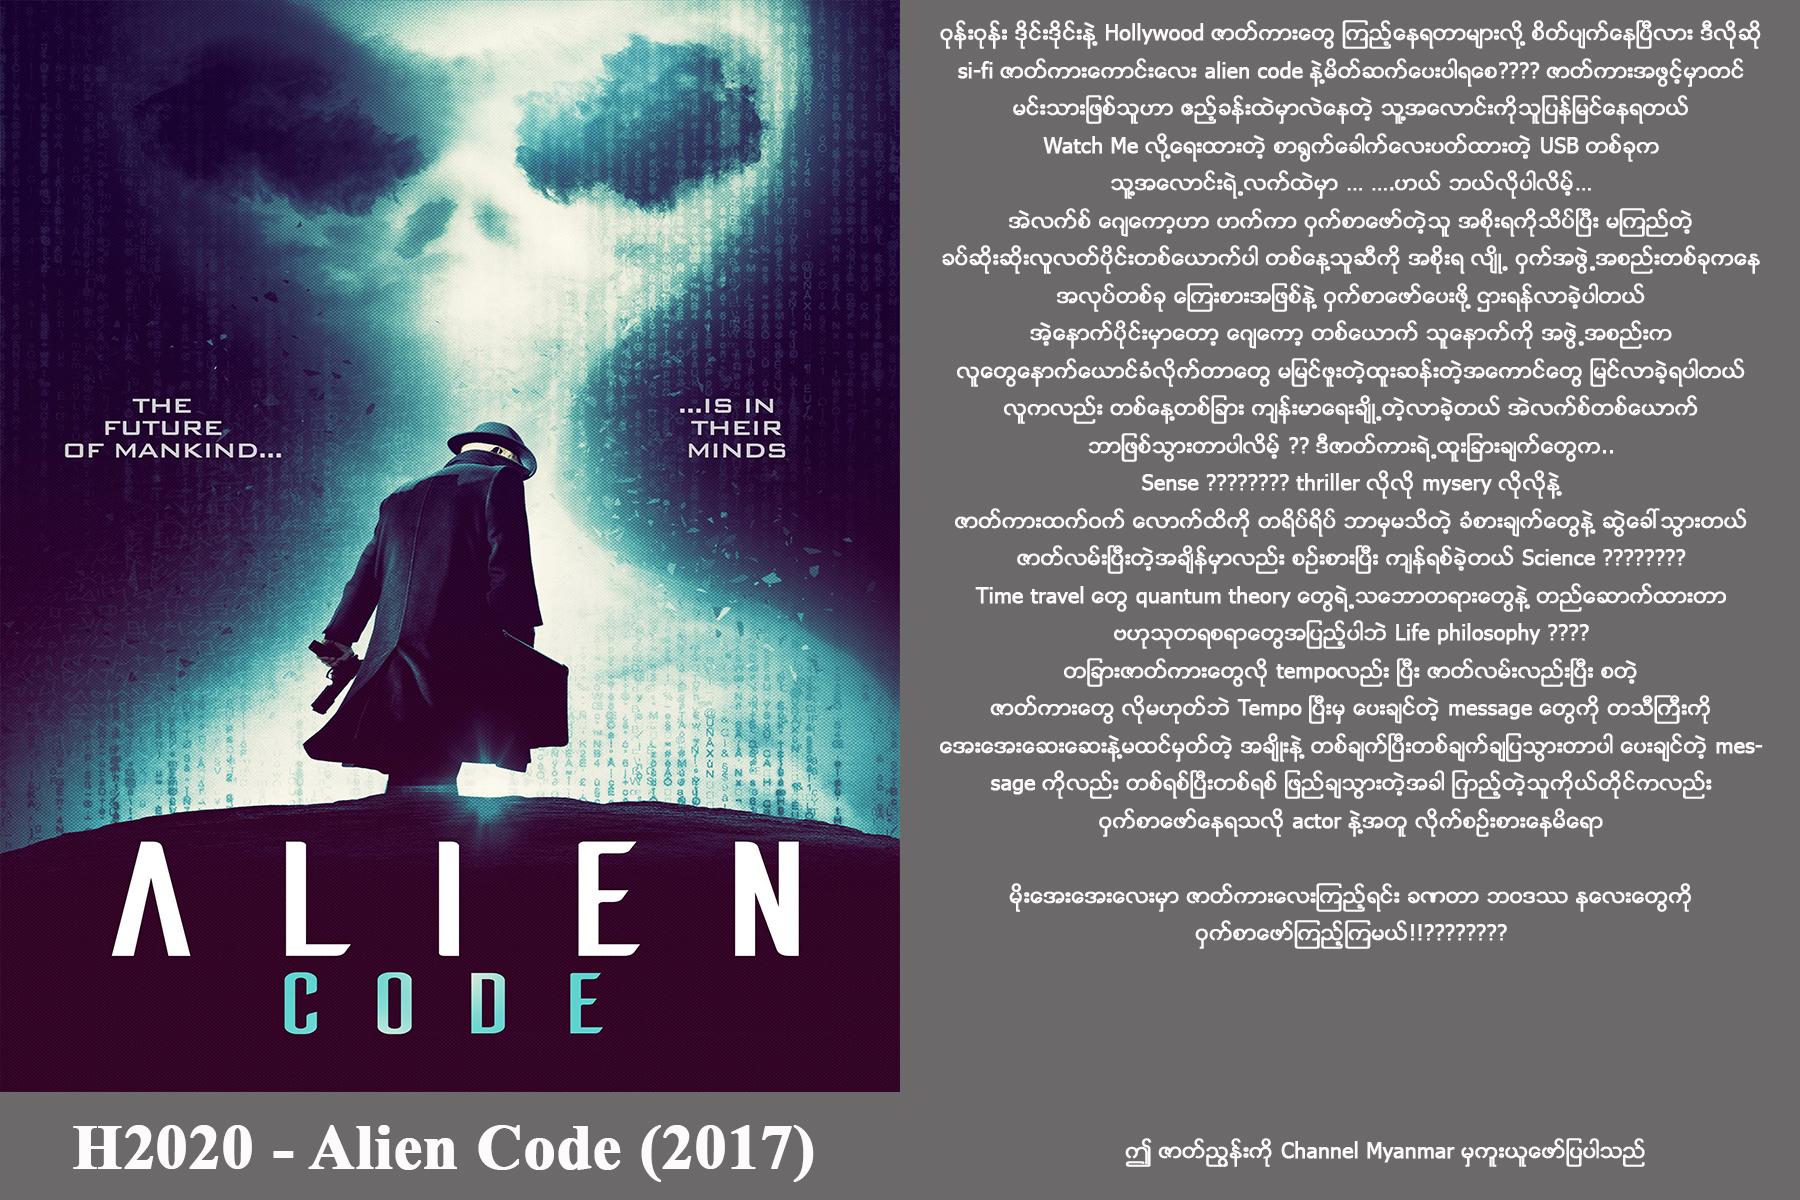 THE
FUTURE
OF MANKIND...
...IS IN
THEIR
MINDS
ALIEN
CODE
H2020 - Alien Code (2017)
ဝုန်းဝုန်း ဒိုင်းဒိုင်းနဲ့ Hollywood ဇာတ်ကားတွေ ကြည့်နေရတာများလို့ စိတ်ပျက်နေပြီလား ဒီလိုဆို
si-fi ဇာတ်ကားကောင်းလေး alien code နဲ့မိတ်ဆက်ပေးပါရစေ???? ဇာတ်ကားအဖွင့်မှာတင်
မင်းသားဖြစ်သူဟာ ဧည့်ခန်းထဲမှာလဲနေတဲ့ သူ့အလောင်းကိုသူပြန်မြင်နေရတယ်
Watch Me လို့ရေးထားတဲ့ စာရွက်ခေါက်လေးပတ်ထားတဲ့ USB တစ်ခုက
သူ့အလောင်းရဲ့လက်ထဲမှာ ... ....ဟယ် ဘယ်လိုပါလိမ့်...
အဲလက်စ် ဂျေကော့ဟာ ဟက်ကာ ဝှက်စာဖော်တဲ့သူ အစိုးရကိုသိပ်ပြီး မကြည်တဲ့
ခပ်ဆိုးဆိုးလူလတ်ပိုင်းတစ်ယောက်ပါ တစ်နေ့သူဆီကို အစိုးရ လျို့ ဝှက်အဖွဲ့အစည်းတစ်ခုကနေ
အလုပ်တစ်ခု ကြေးစားအဖြစ်နဲ့ ဝှက်စာဖော်ပေးဖို့ ဌားရန်လာခဲ့ပါတယ်
အဲ့နောက်ပိုင်းမှာတော့ ဂျေကော့ တစ်ယောက် သူနောက်ကို အဖွဲ့အစည်းက
လူတွေနောက်ယောင်ခံလိုက်တာတွေ မမြင်ဖူးတဲ့ထူးဆန်းတဲ့အကောင်တွေ မြင်လာခဲ့ရပါတယ်
လူကလည်း တစ်နေ့တစ်ခြား ကျန်းမာရေးချို့တဲ့လာခဲ့တယ် အဲလက်စ်တစ်ယောက်
ဘာဖြစ်သွားတာပါလိမ့် ?? ဒီဇာတ်ကားရဲ့ထူးခြားချက်တွေက..
Sense ???????? thriller လိုလို mysery လိုလိုနဲ့
ဇာတ်ကားထက်ဝက် လောက်ထိကို တရိပ်ရိပ် ဘာမှမသိတဲ့ ခံစားချက်တွေနဲ့ ဆွဲခေါ်သွားတယ်
ဇာတ်လမ်းပြီးတဲ့အချိန်မှာလည်း စဉ်းစားပြီး ကျန်ရစ်ခဲ့တယ် Science ????????
Time travel တွေ quantum theory တွေရဲ့သဘောတရားတွေနဲ့ တည်ဆောက်ထားတာ
ဗဟုသုတရစရာတွေအပြည့်ပါဘဲ Life philosophy ????
တခြားဇာတ်ကားတွေလို tempoလည်း ပြီး ဇာတ်လမ်းလည်းပြီး စတဲ့
ဇာတ်ကားတွေ လိုမဟုတ်ဘဲ Tempo ပြီးမှ ပေးချင်တဲ့ message တွေကို တသီကြီးကို
အေးအေးဆေးဆေးနဲ့မထင်မှတ်တဲ့ အချိုးနဲ့ တစ်ချက်ပြီးတစ်ချက်ချပြသွားတာပါ ပေးချင်တဲ့ mes-
sage ကိုလည်း တစ်ရစ်ပြီးတစ်ရစ် ဖြည်ချသွားတဲ့အခါ ကြည့်တဲ့သူကိုယ်တိုင်ကလည်း
ဝှက်စာဖော်နေရသလို actor နဲ့အတူ လိုက်စဉ်းစားနေမိရော
မိုးအေးအေးလေးမှာ ဇာတ်ကားလေးကြည့်ရင်း ခဏတာ ဘဝဒဿ နလေးတွေကို
ဝှက်စာဖော်ကြည့်ကြမယ်!!????????
ဤ ဇာတ်ညွှန်းကို Channel Myanmar မှကူးယူဖော်ပြပါသည်